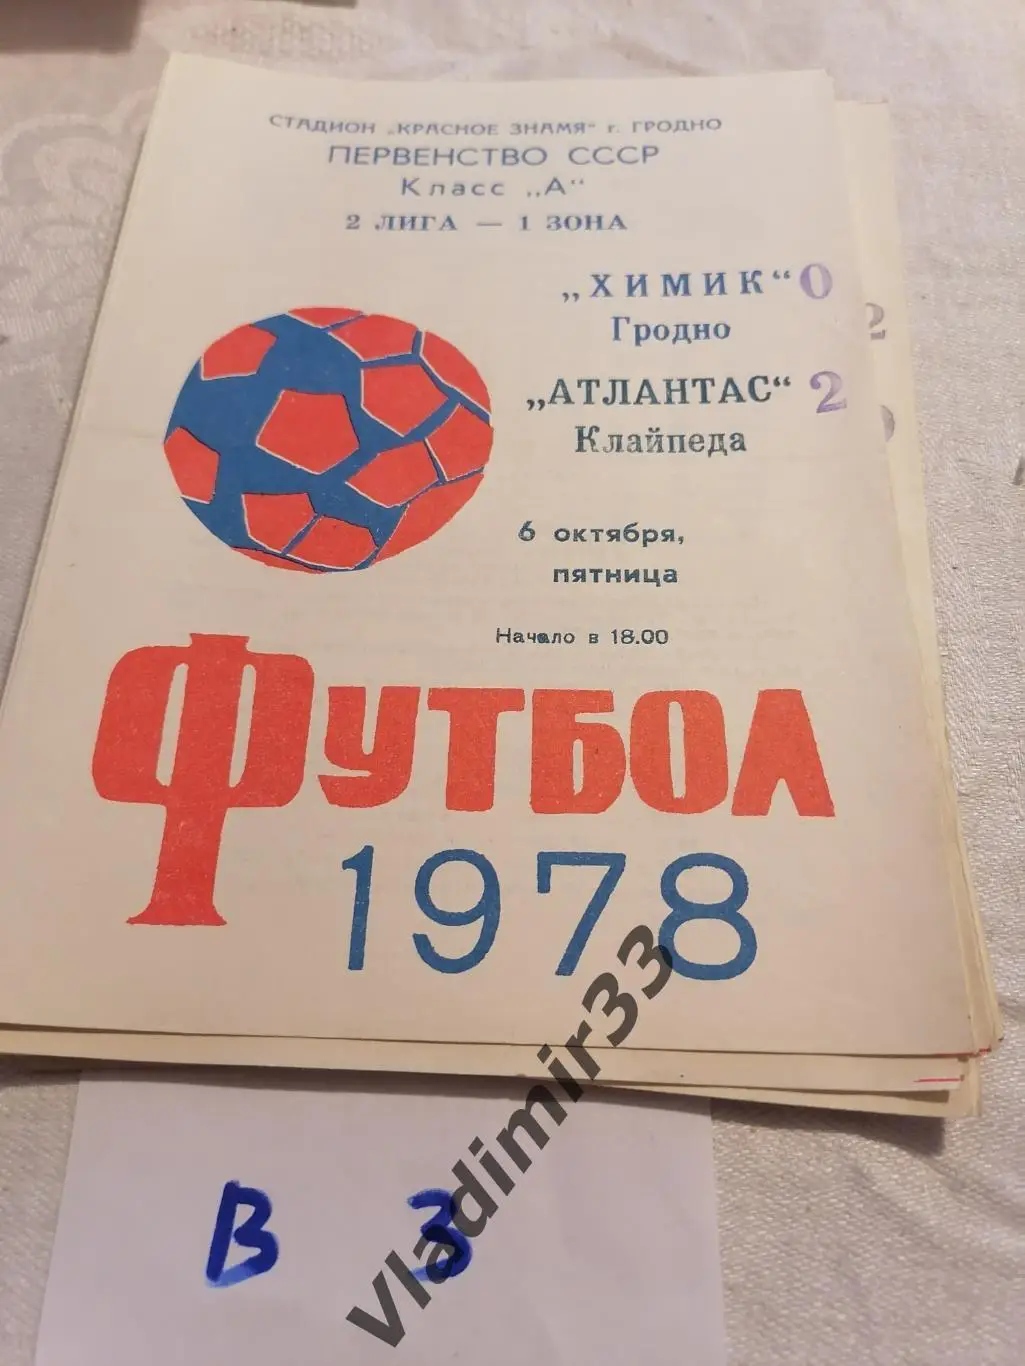 СТАДИОН „КРАСНОЕ ЗНАМЯ“ г. ГРОДНО
ПЕРВЕНСТВО СССР
Класс „А“
2 ЛИГА — 1 ЗОНА
„ХИМИК“ 0
Гродно
2
„АТЛАНТАС“ 2
Клайпеда
6 октября,
пятница
Начало в 18.00
ФУТБОЛ
1978
Vladimir33
В 3